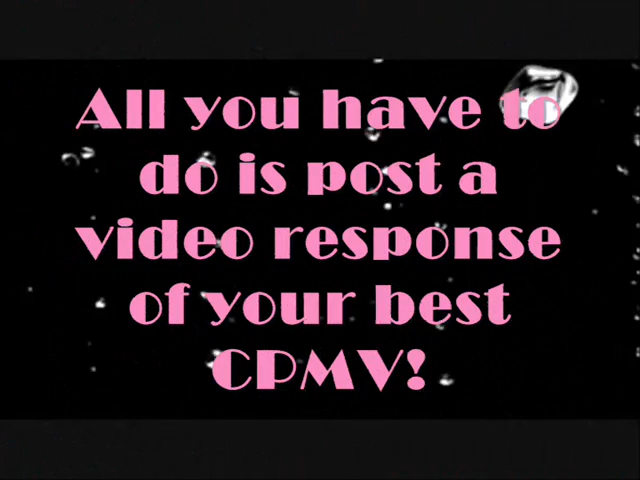 All you have to
do is post a
video response
of your best
CPMV!